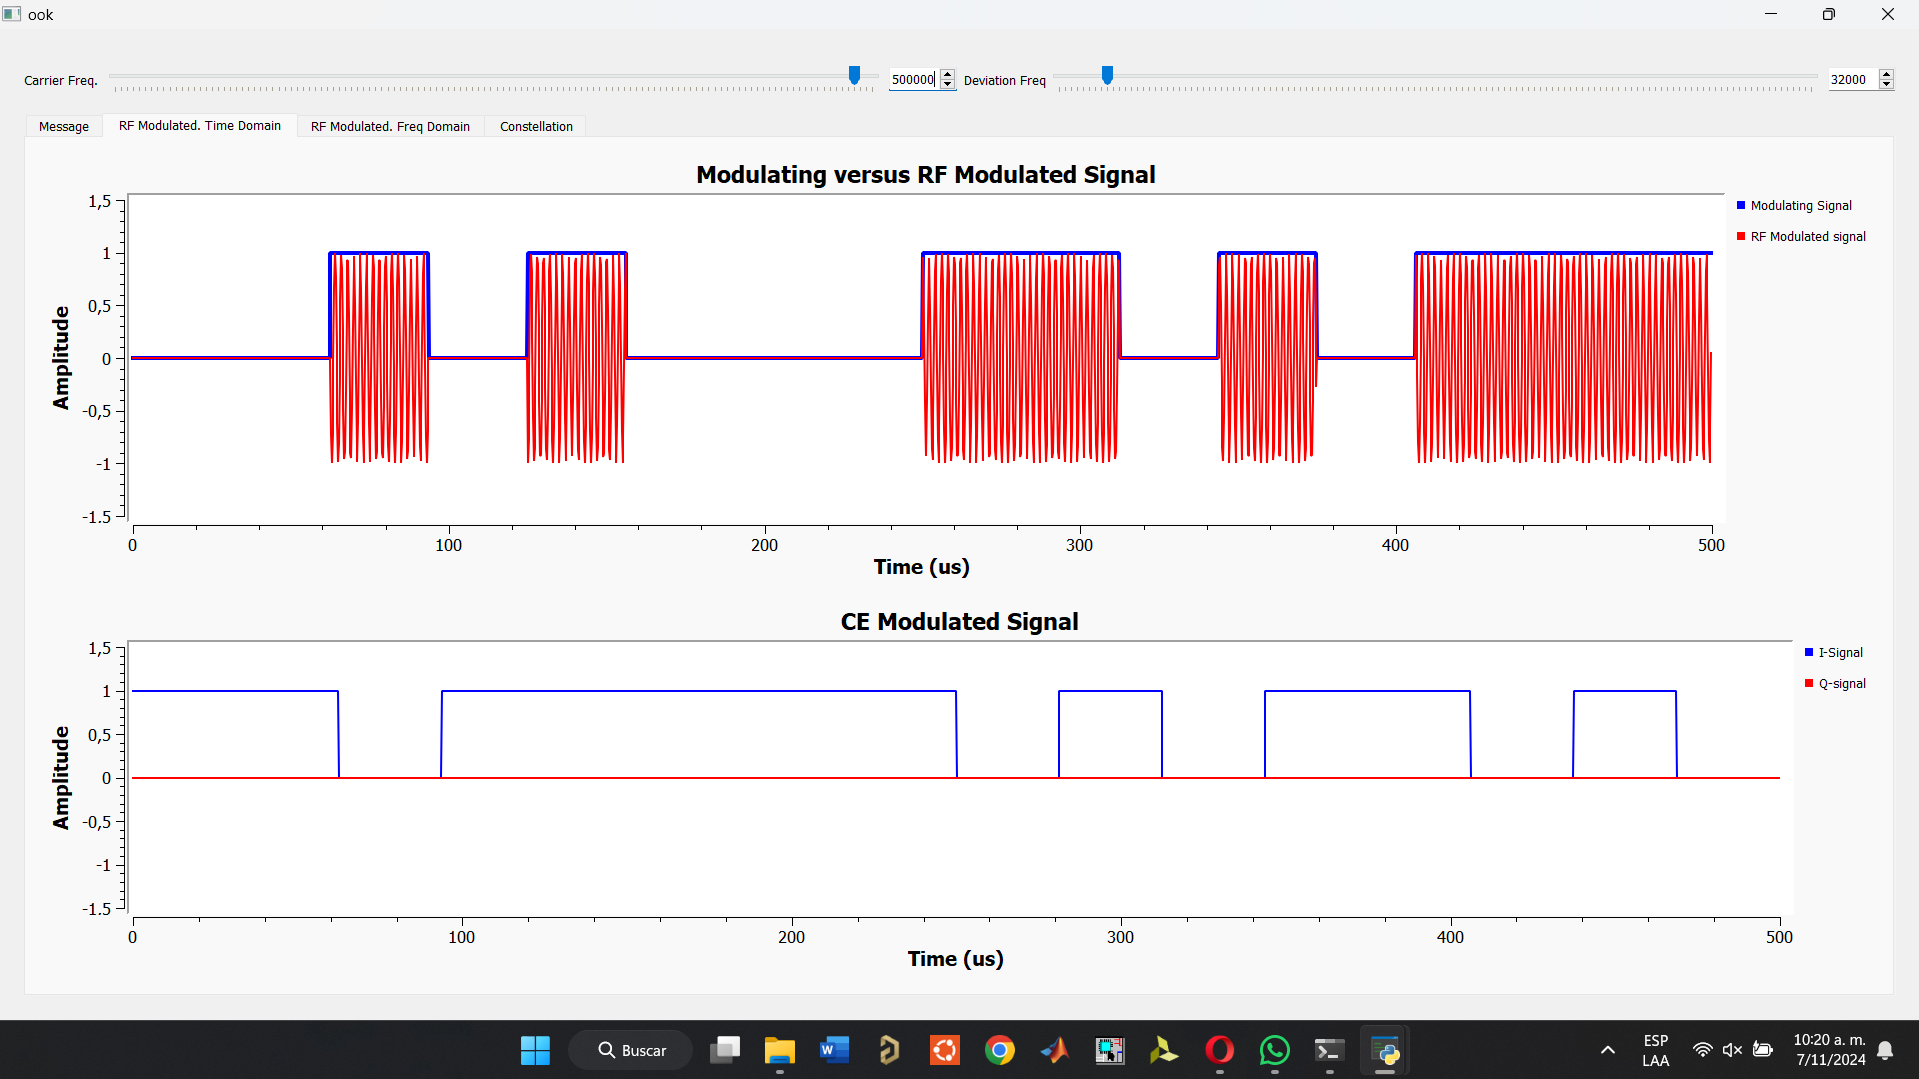 ook
Carrier Freq. 500000 Deviation Freq 32000
Message RF Modulated. Time Domain RF Modulated. Freq Domain Constellation
Modulating versus RF Modulated Signal
1,5
1
0,5
0
-0,5
-1
-1.5
Amplitude
0 100 200 300 400 500
Time (us)
Modulating Signal
RF Modulated signal
CE Modulated Signal
1,5
1
0,5
0
-0,5
-1
-1.5
Amplitude
0 100 200 300 400 500
Time (us)
I-Signal
Q-signal
Buscar
W
ESP
LAA
10:20 a. m.
7/11/2024